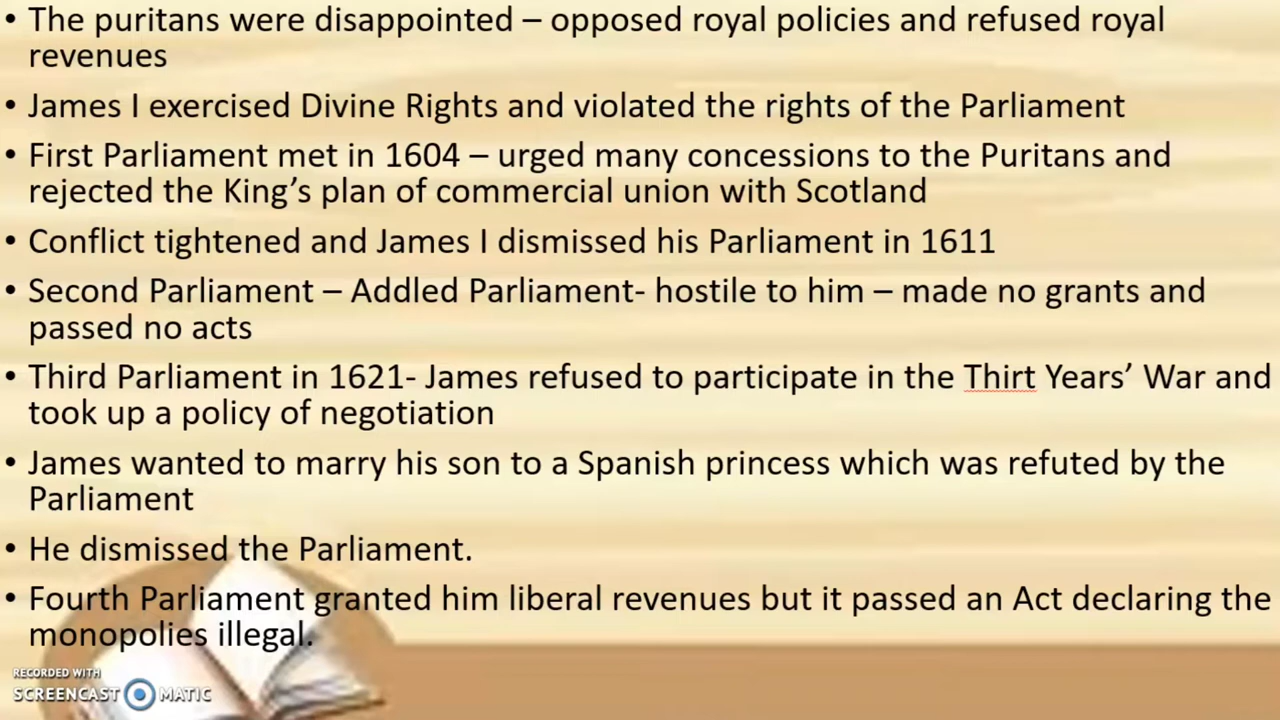 • The puritans were disappointed – opposed royal policies and refused royal
revenues
• James I exercised Divine Rights and violated the rights of the Parliament
• First Parliament met in 1604 – urged many concessions to the Puritans and
rejected the King's plan of commercial union with Scotland
• Conflict tightened and James I dismissed his Parliament in 1611
• Second Parliament – Addled Parliament- hostile to him – made no grants and
passed no acts
• Third Parliament in 1621- James refused to participate in the Thirt Years' War and
took up a policy of negotiation
• James wanted to marry his son to a Spanish princess which was refuted by the
Parliament
• He dismissed the Parliament.
• Fourth Parliament granted him liberal revenues but it passed an Act declaring the
monopolies illegal.
RECORDED WITH
SCREENCAST MATIC